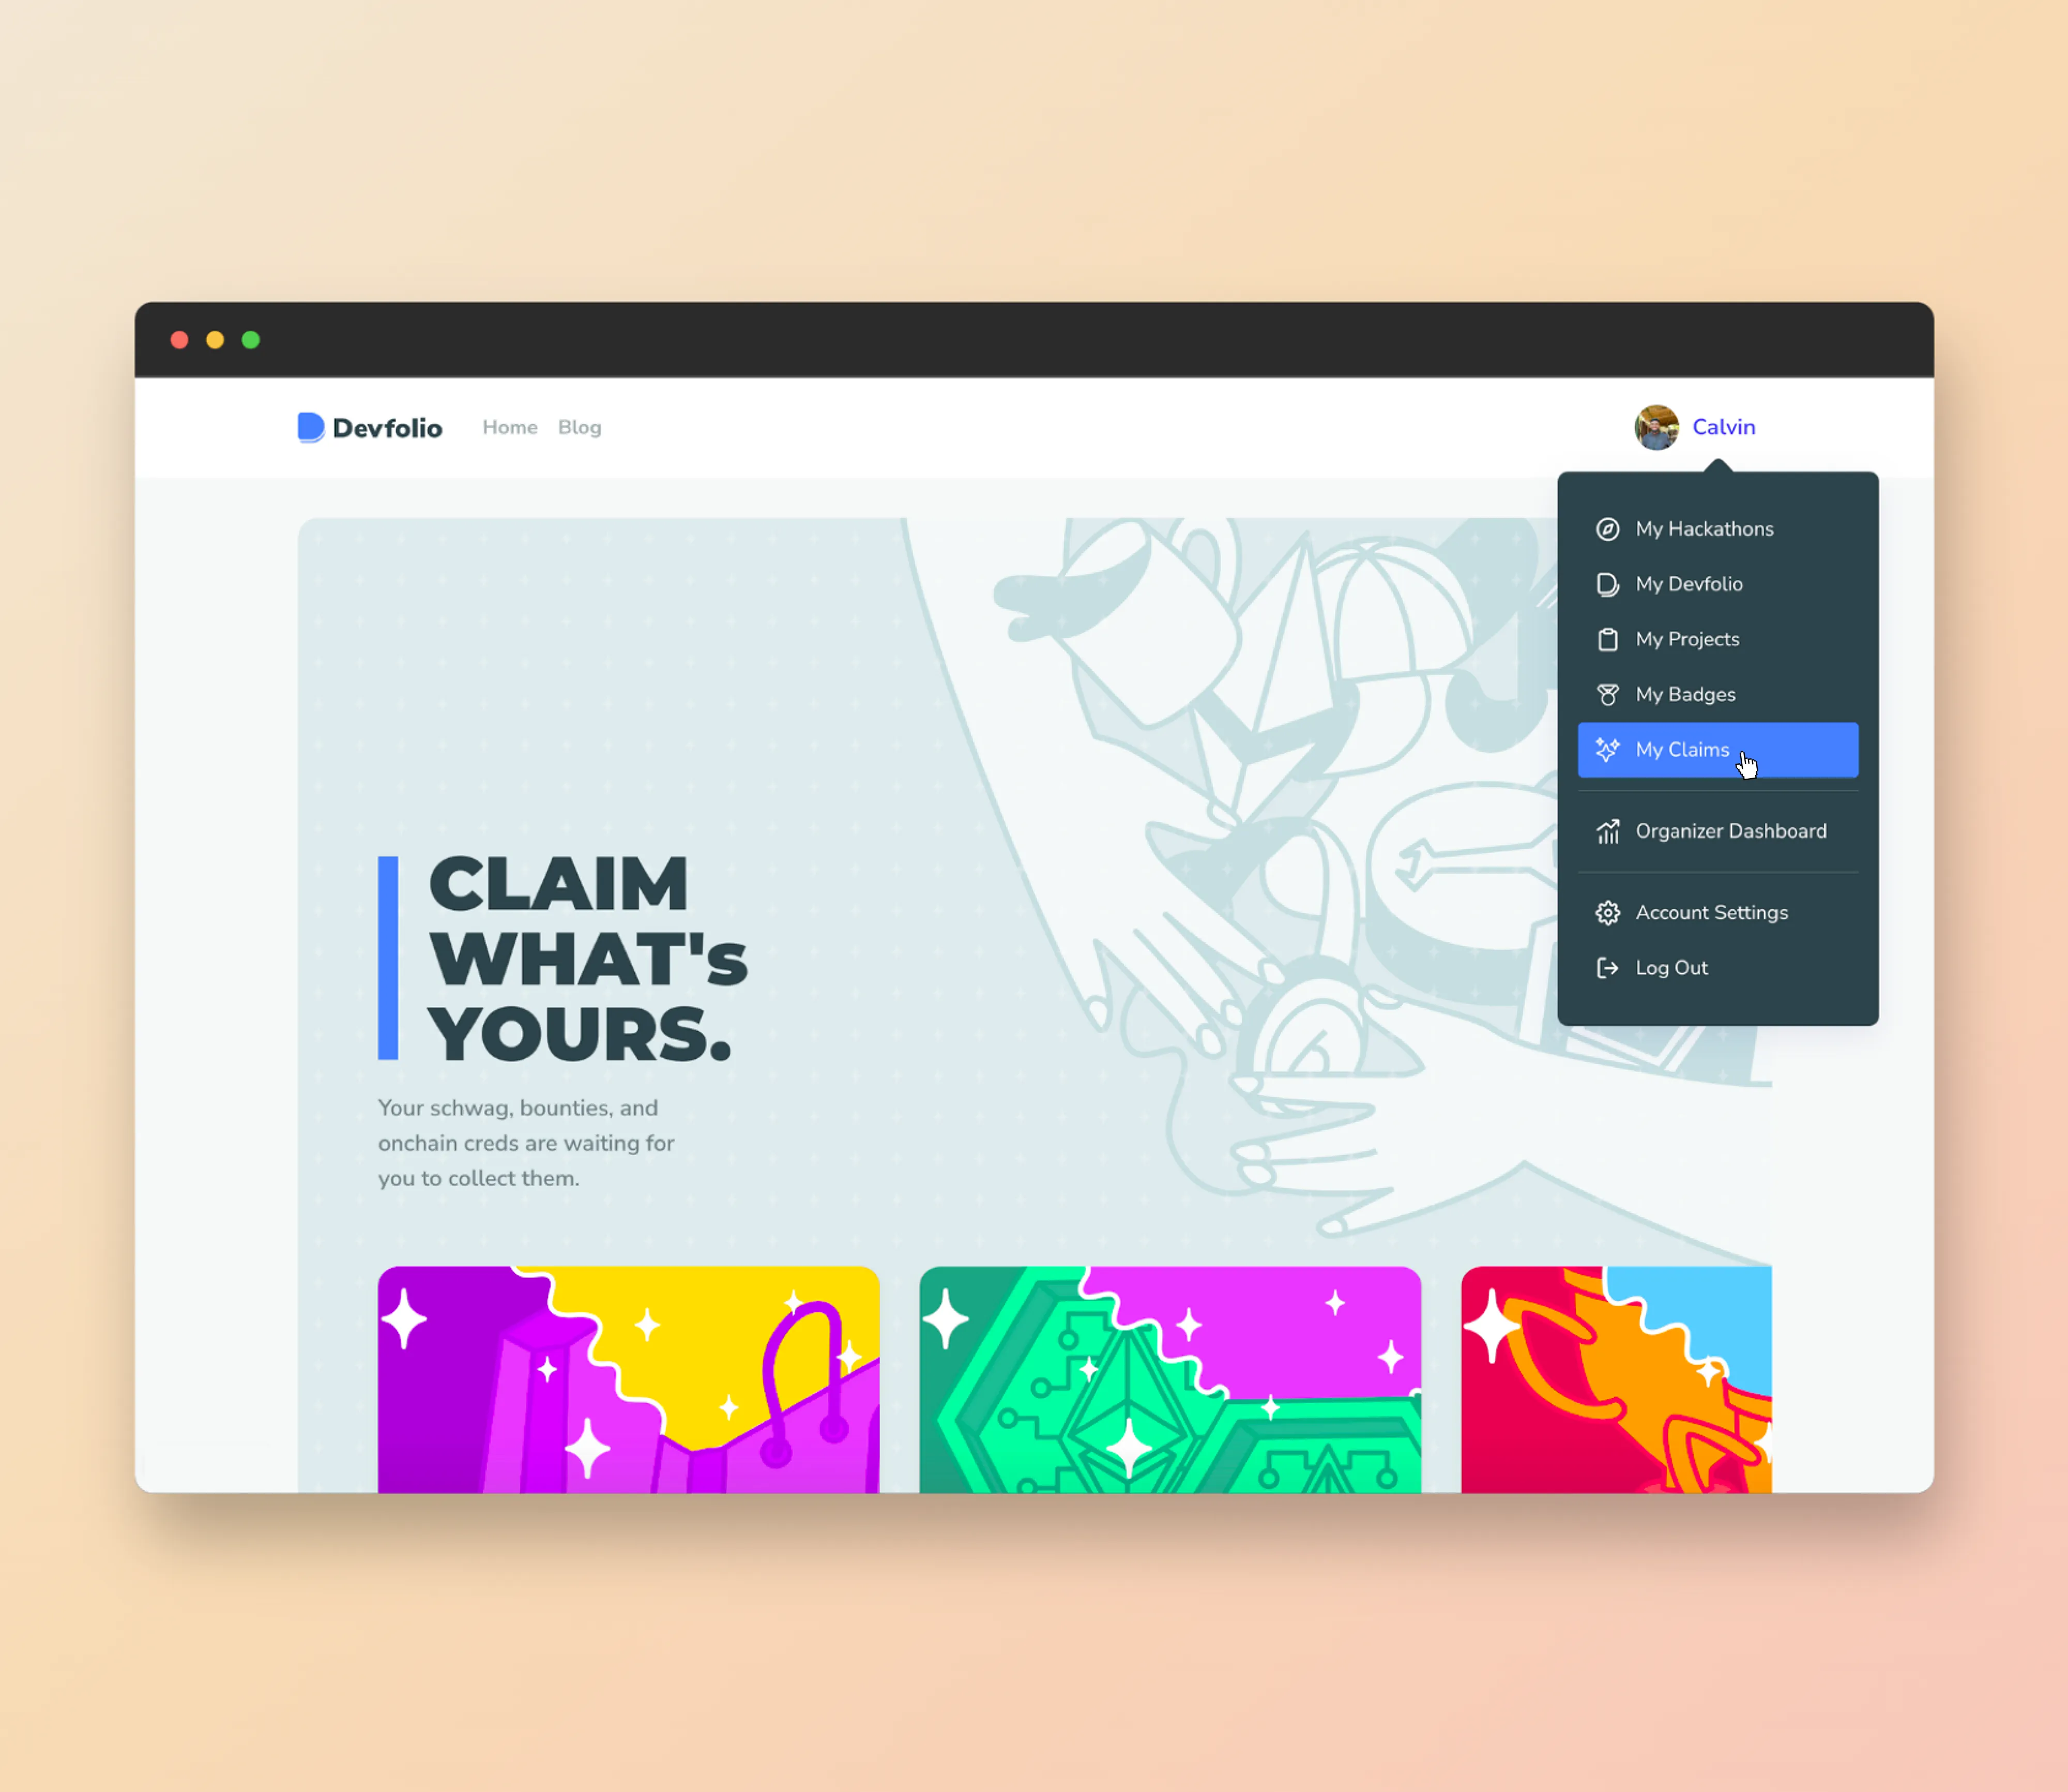 Devfolio
Home
Blog
Calvin
My Hackathons
My Devfolio
My Projects
My Badges
My Claims
Organizer Dashboard
Account Settings
Log Out
CLAIM
WHAT's
YOURS.
Your schwag, bounties, and
onchain creds are waiting for
you to collect them.